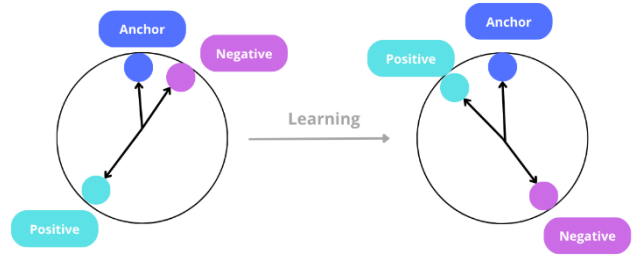 Anchor
Negative
Positive
Learning
Anchor
Positive
Negative